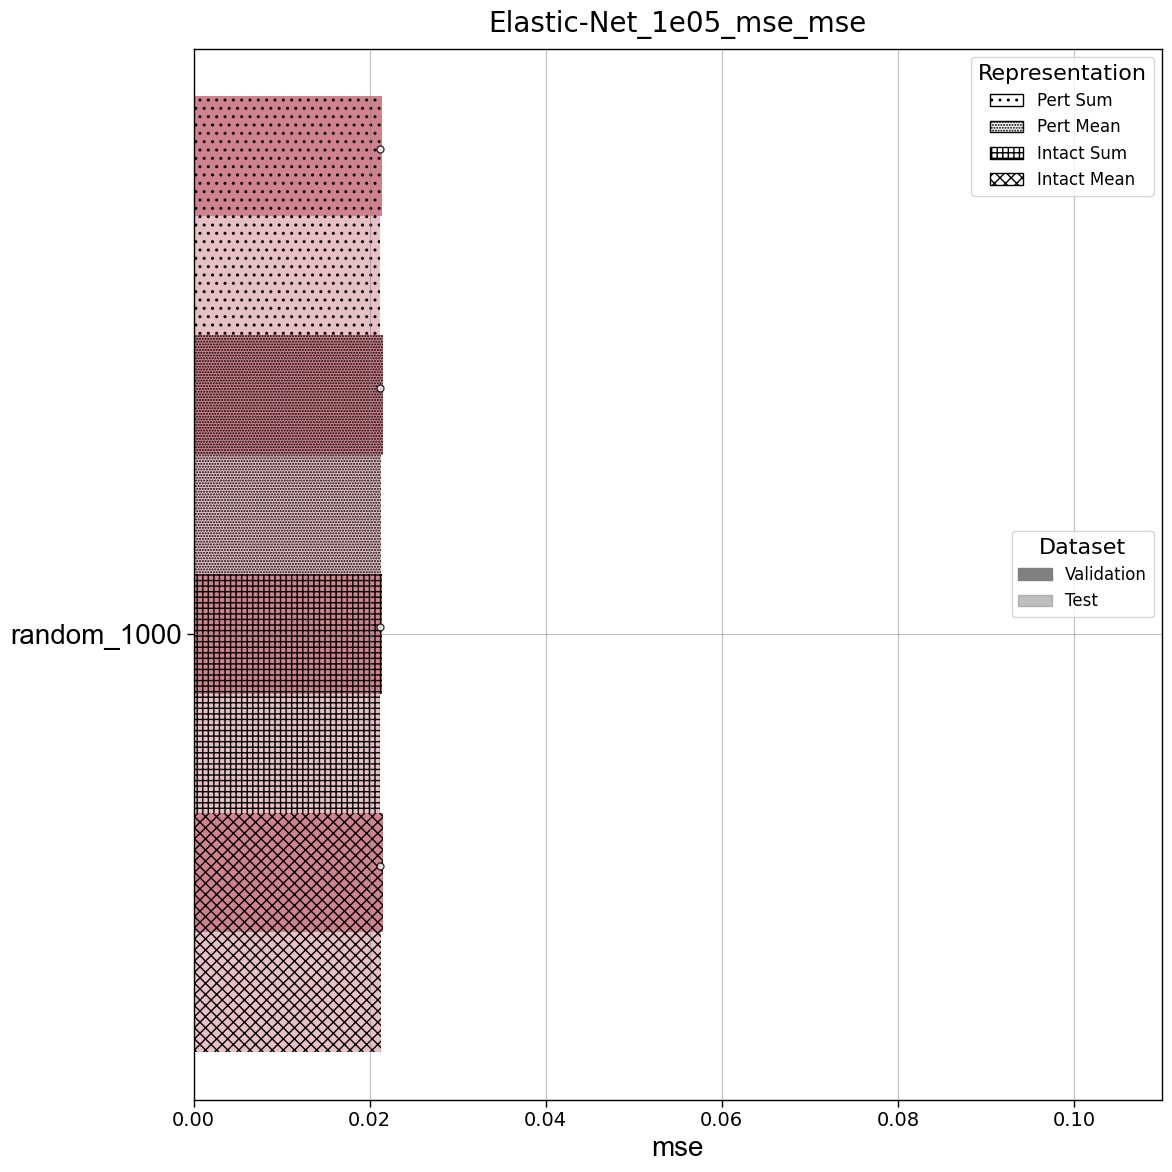 Elastic-Net_1e05_mse_mse
Representation
Pert Sum
Pert Mean
Intact Sum
Intact Mean
Dataset
Validation
Test
random_1000
0.00 0.02 0.04 0.06 0.08 0.10
mse